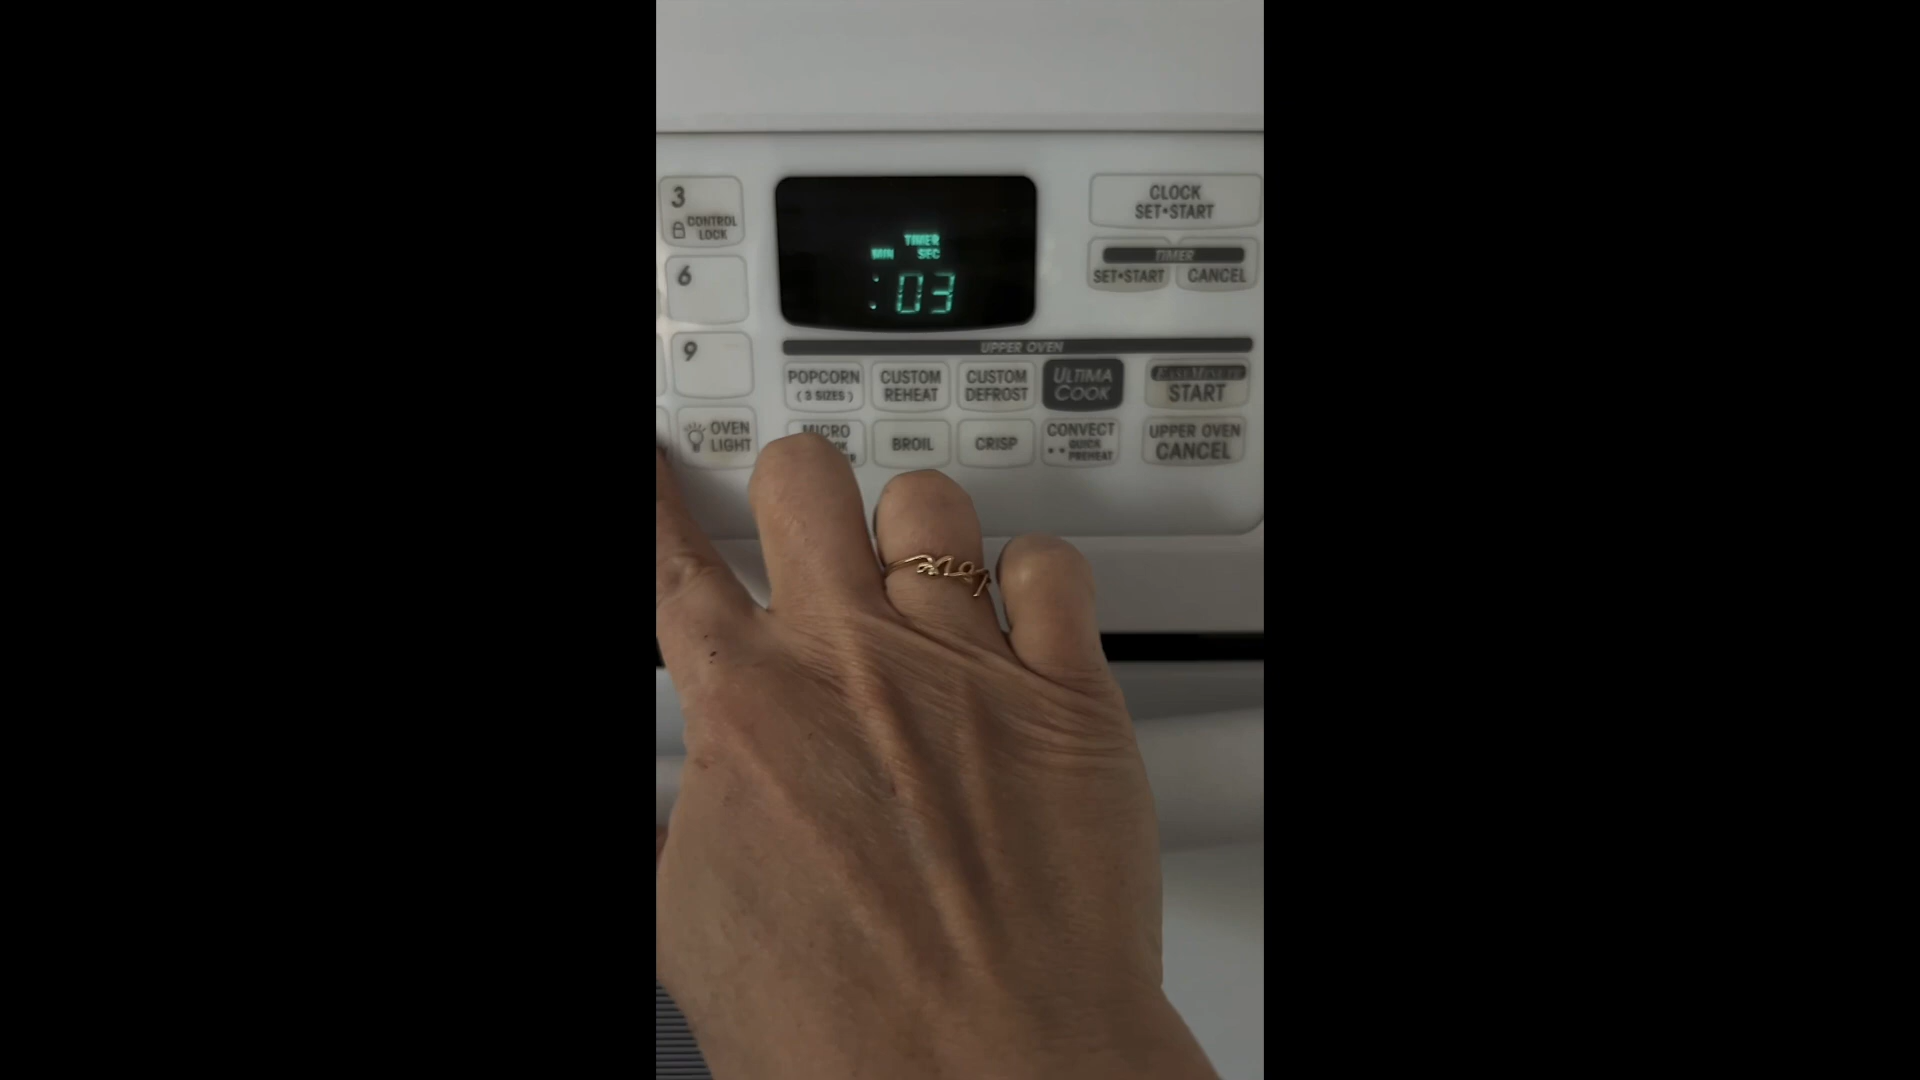 3
CONTROL
LOCK
6
9
OVEN
LIGHT
TIMER
MIN SEC
:03
CLOCK
SET•START
TIMER
SET•START CANCEL
UPPER OVEN
POPCORN
(3 SIZES)
CUSTOM
REHEAT
CUSTOM
DEFROST
ULTIMA
COOK
EASYMINUTE
START
MICRO
BROIL
CRISP
CONVECT
QUICK
PREHEAT
UPPER OVEN
CANCEL